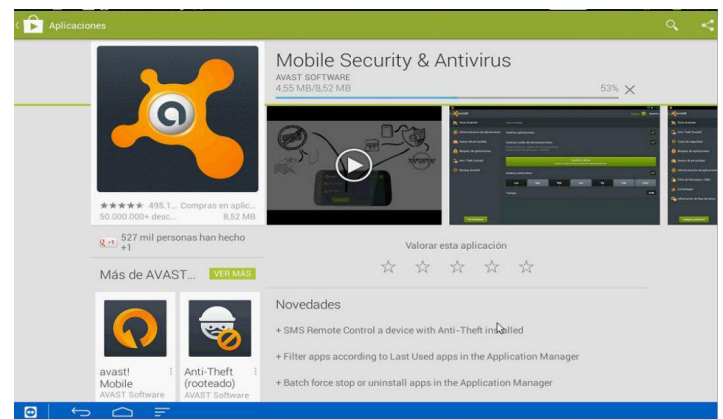 Aplicaciones
Mobile Security & Antivirus
AVAST SOFTWARE
4,55 MB/8,52 MB
53%
★★★★★ 495.1... Compras en aplic...
50.000.000+ desc...
8,52 MB
527 mil personas han hecho
+1
Más de AVAST...
VER MÁS
avast!
Mobile
AVAST Software
Anti-Theft
(rooteado)
AVAST Software
Valorar esta aplicación
Novedades
+ SMS Remote Control a device with Anti-Theft installed
+ Filter apps according to Last Used apps in the Application Manager
+ Batch force stop or uninstall apps in the Application Manager